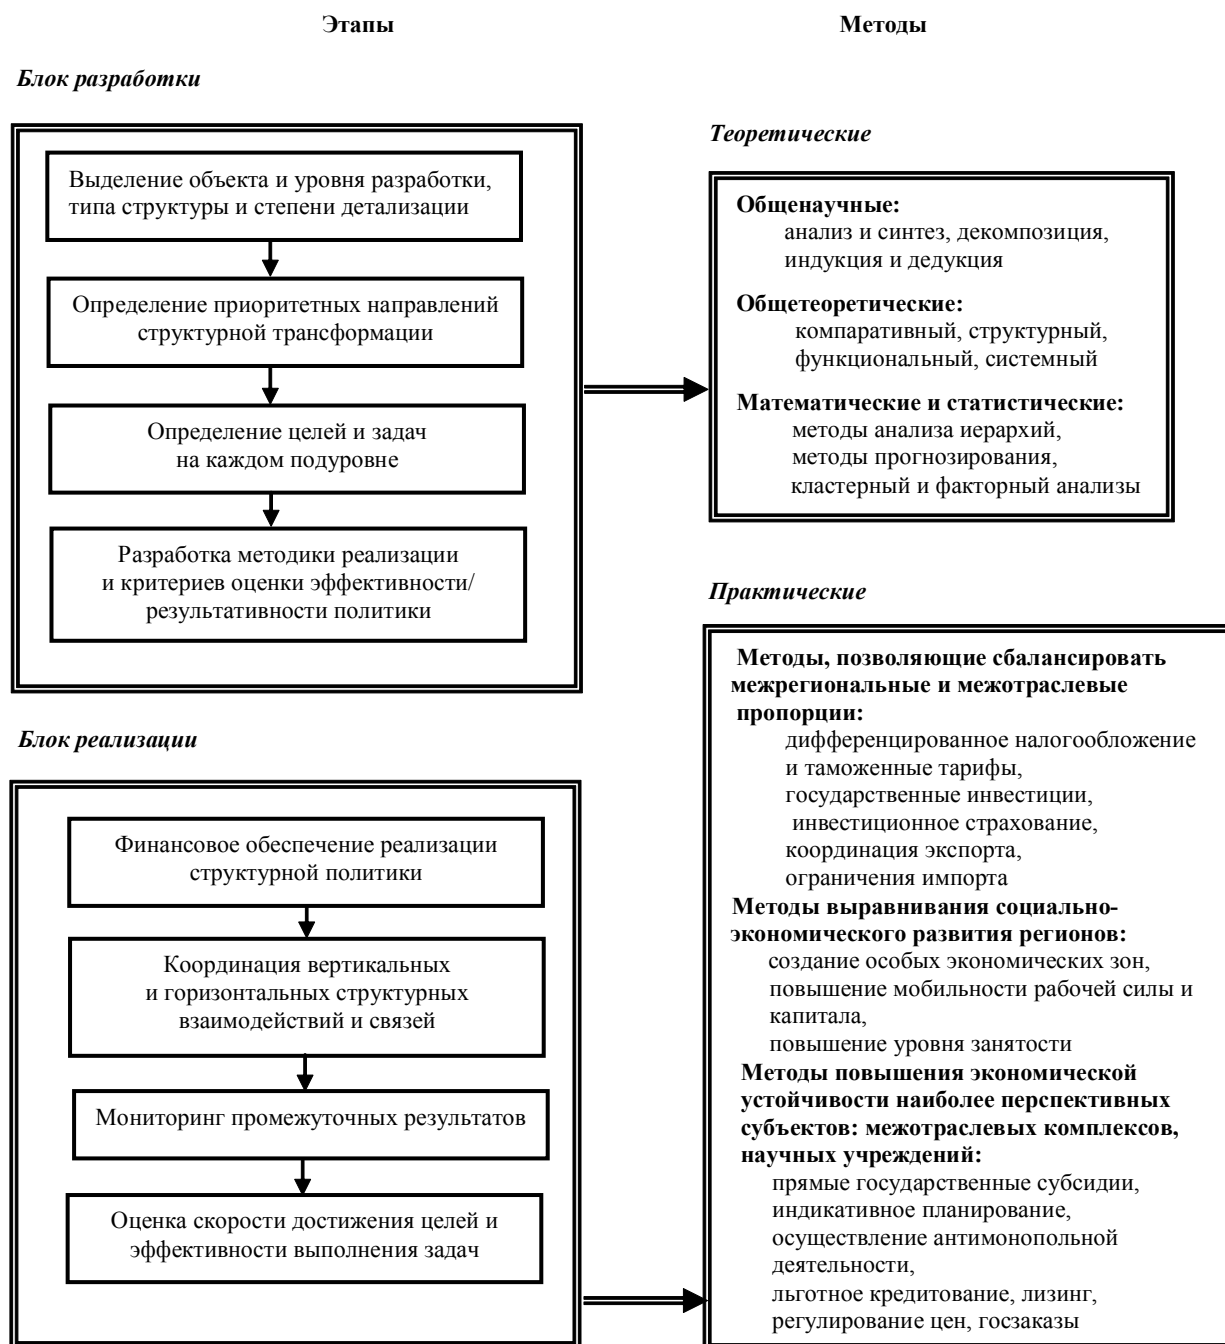 Этапы
Методы
Блок разработки
Выделение объекта и уровня разработки,
типа структуры и степени детализации
Определение приоритетных направлений
структурной трансформации
Определение целей и задач
на каждом подуровне
Разработка методики реализации
и критериев оценки эффективности/
результативности политики
Теоретические
Общенаучные:
анализ и синтез, декомпозиция,
индукция и дедукция
Общетеоретические:
компаративный, структурный,
функциональный, системный
Математические и статистические:
методы анализа иерархий,
методы прогнозирования,
кластерный и факторный анализы
Блок реализации
Финансовое обеспечение реализации
структурной политики
Координация вертикальных
и горизонтальных структурных
взаимодействий и связей
Мониторинг промежуточных результатов
Оценка скорости достижения целей и
эффективности выполнения задач
Практические
Методы, позволяющие сбалансировать
межрегиональные и межотраслевые
пропорции:
дифференцированное налогообложение
и таможенные тарифы,
государственные инвестиции,
инвестиционное страхование,
координация экспорта,
ограничения импорта
Методы выравнивания социально-
экономического развития регионов:
создание особых экономических зон,
повышение мобильности рабочей силы и
капитала,
повышение уровня занятости
Методы повышения экономической
устойчивости наиболее перспективных
субъектов: межотраслевых комплексов,
научных учреждений:
прямые государственные субсидии,
индикативное планирование,
осуществление антимонопольной
деятельности,
льготное кредитование, лизинг,
регулирование цен, госзаказы